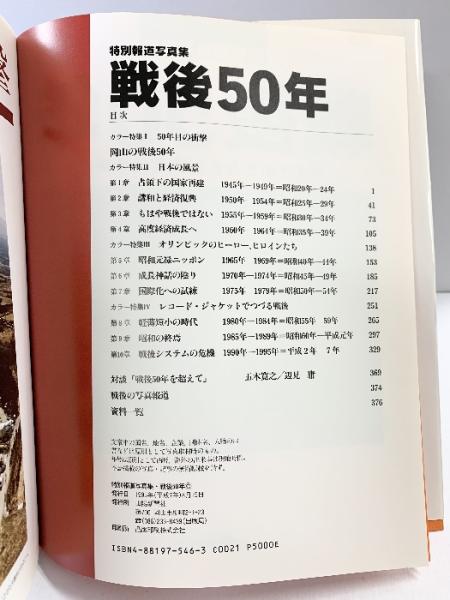 特別報道写真集
戦後50年
目次
カラー特集Ⅰ 50年目の衝撃
岡山の戦後50年
カラー特集Ⅱ 日本の風景
第1章 占領下の国家再建 1945年−1949年=昭和20年−24年 1
第2章 講和と経済復興 1950年 1954年=昭和25年−29年 41
第3章 もはや戦後ではない 1955年−1959年=昭和30年−34年 73
第4章 高度経済成長へ 1960年 1964年=昭和35年−39年 105
カラー特集Ⅲ オリンピックのヒーロー、ヒロインたち 138
第5章 昭和元禄ニッポン 1965年 1969年=昭和40年−44年 153
第6章 成長神話の陰り 1970年−1974年=昭和45年−49年 185
第7章 国際化への試練 1975年 1979年=昭和50年−54年 217
カラー特集Ⅳ レコード・ジャケットでつづる戦後 251
第8章 軽薄短小の時代 1980年−1984年=昭和55年 59年 265
第9章 昭和の終焉 1985年−1989年=昭和60年−平成元年 297
第10章 戦後システムの危機 1990年−1995年=平成2年 7年 329
対談「戦後50年を超えて」 五木寛之/辺見 庸 369
戦後の写真報道 374
資料一覧 376
特別報道写真集・戦後50年©
ISBN4-88197-546-3 C0021 P5000E